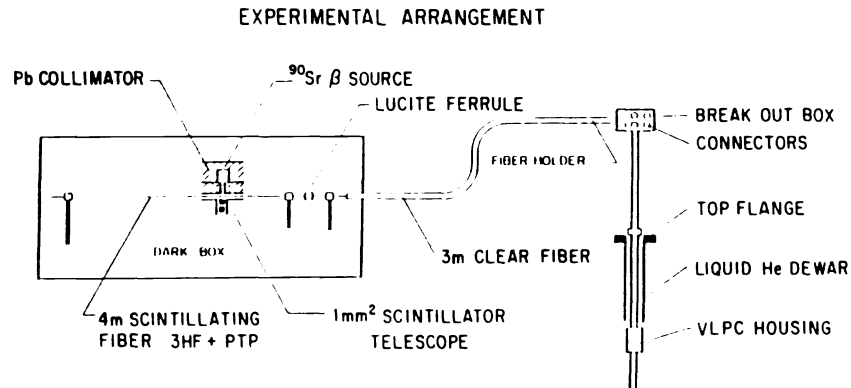 EXPERIMENTAL ARRANGEMENT
Pb COLLIMATOR
⁹⁰Sr β SOURCE
LUCITE FERRULE
BREAK OUT BOX
CONNECTORS
FIBER HOLDER
TOP FLANGE
DARK BOX
3m CLEAR FIBER
LIQUID He DEWAR
4m SCINTILLATING
FIBER 3HF + PTP
1mm² SCINTILLATOR
TELESCOPE
VLPC HOUSING